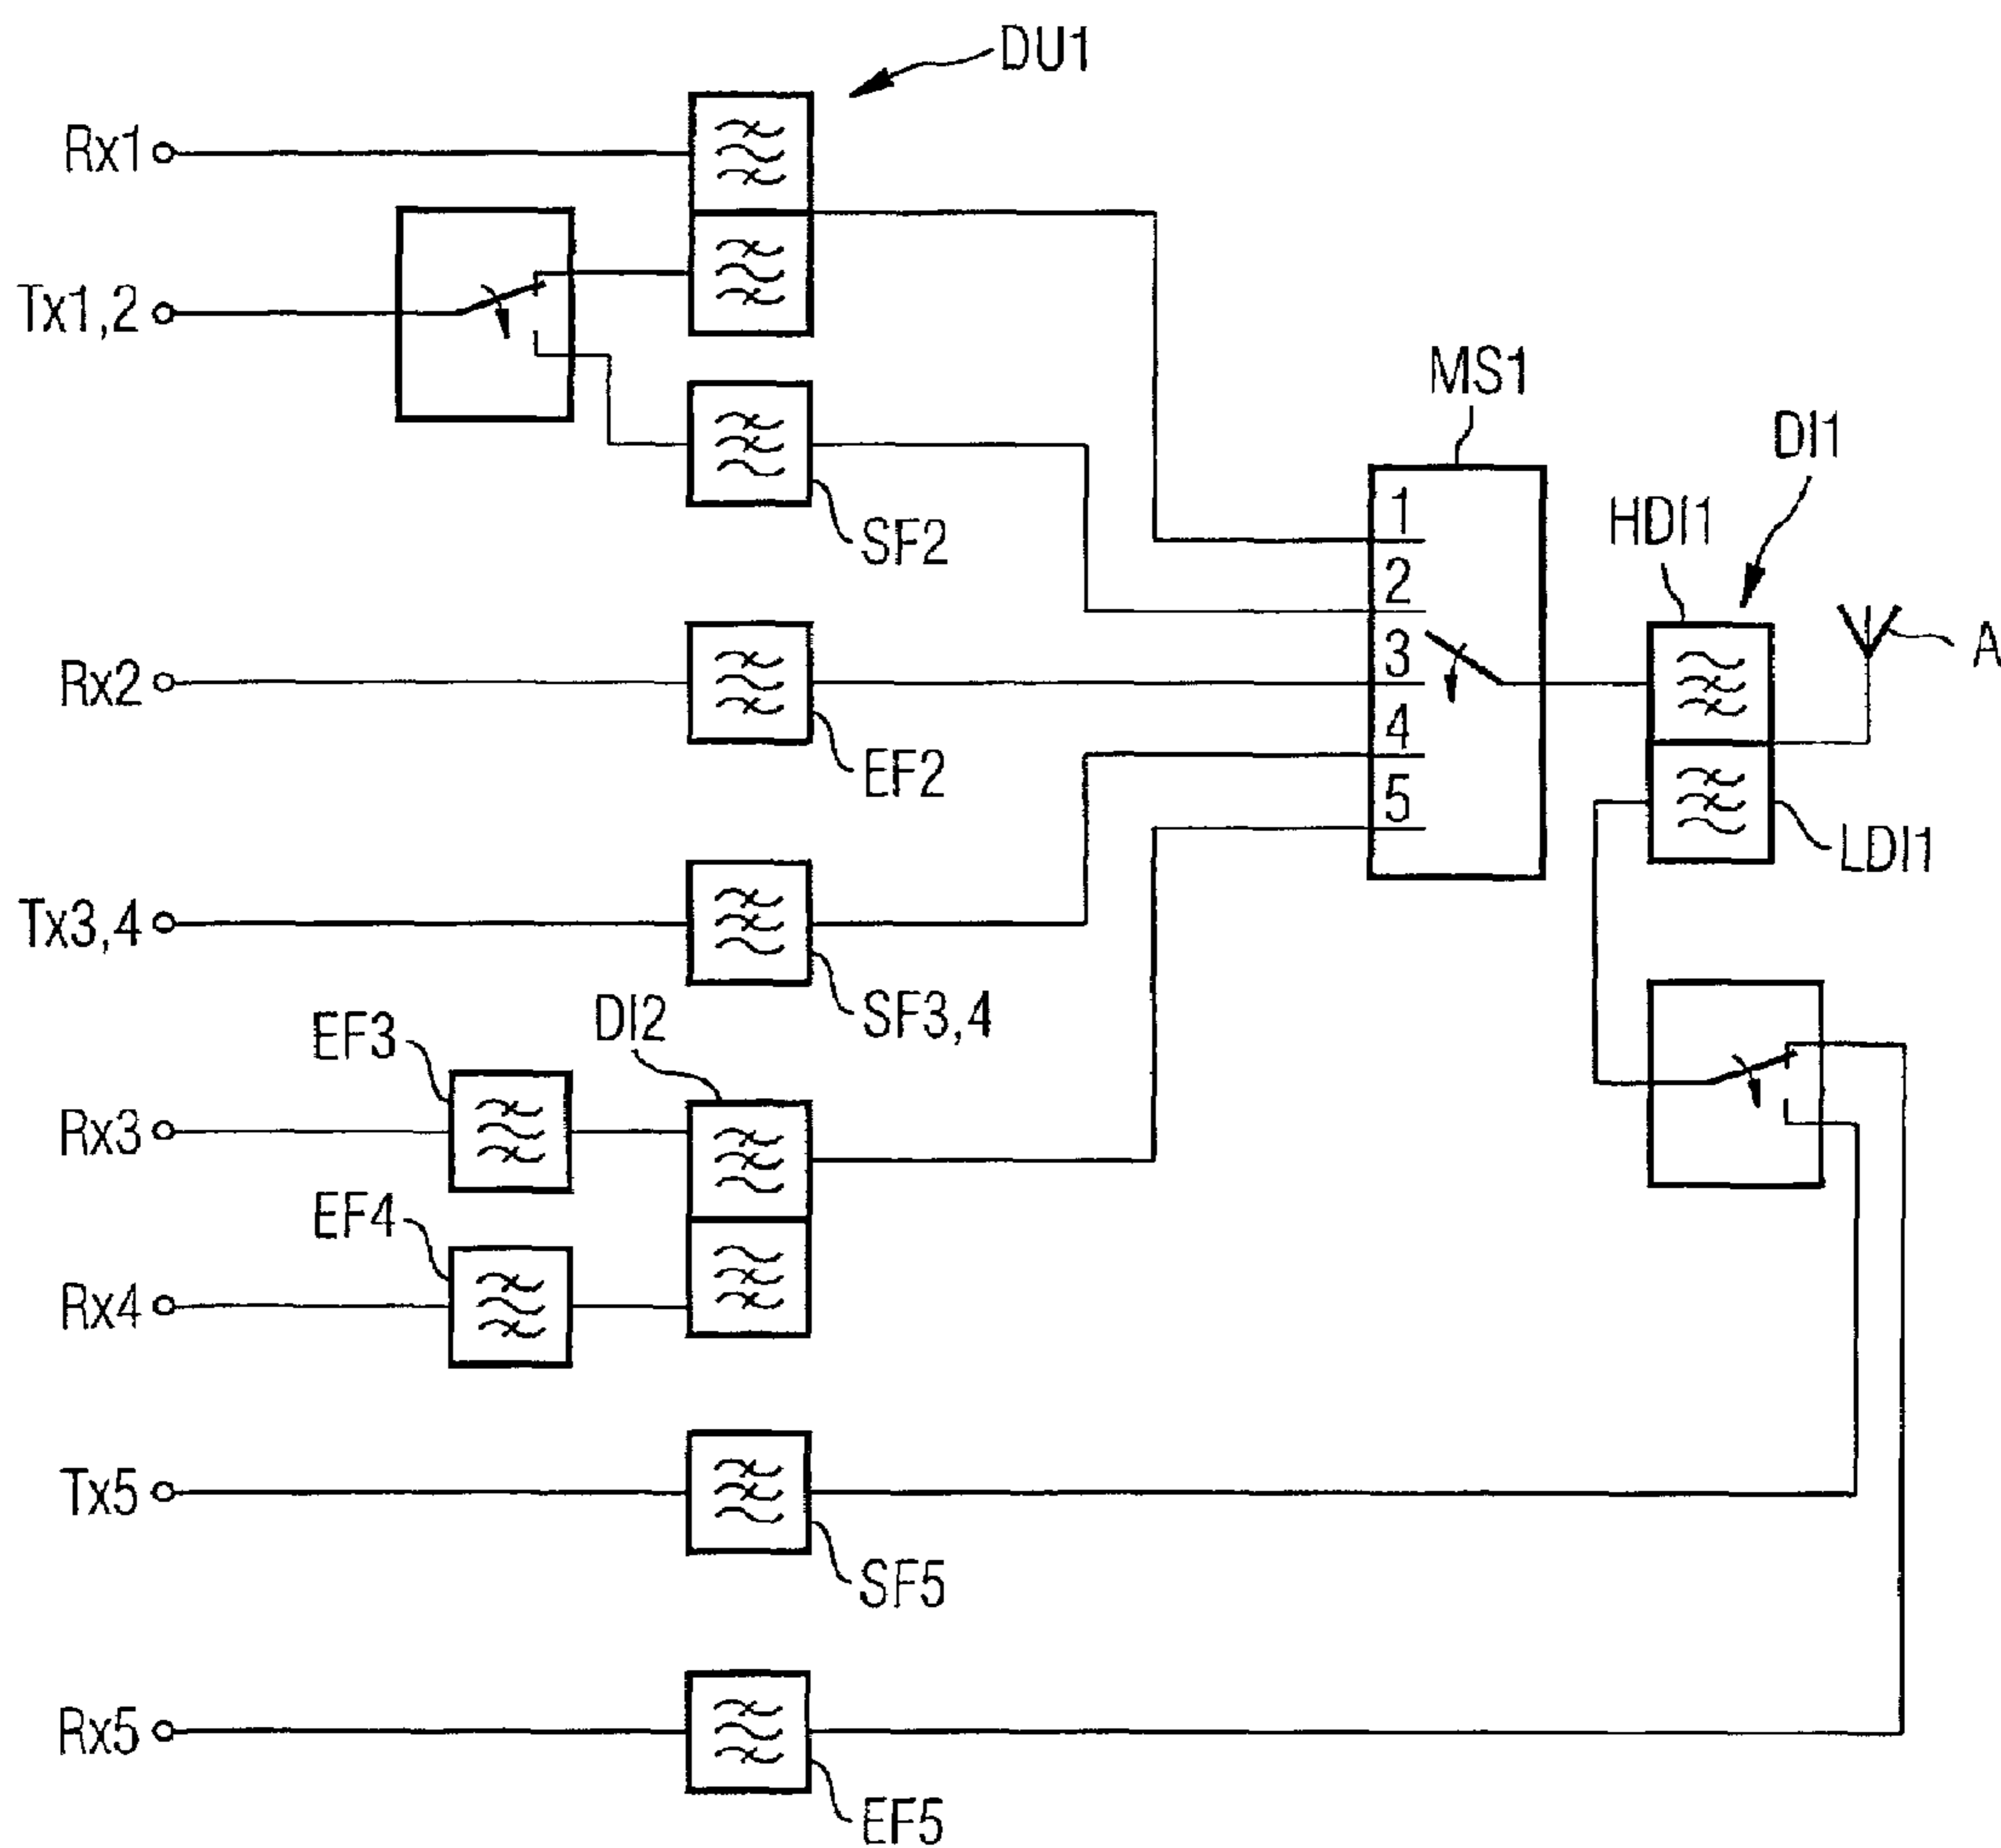 DU1
Rx1
Tx1,2
SF2
MS1
DI1
HDI1
1
2
3
4
5
A
Rx2
EF2
LDI1
Tx3,4
SF3,4
DI2
EF3
Rx3
EF4
Rx4
Tx5
SF5
Rx5
EF5